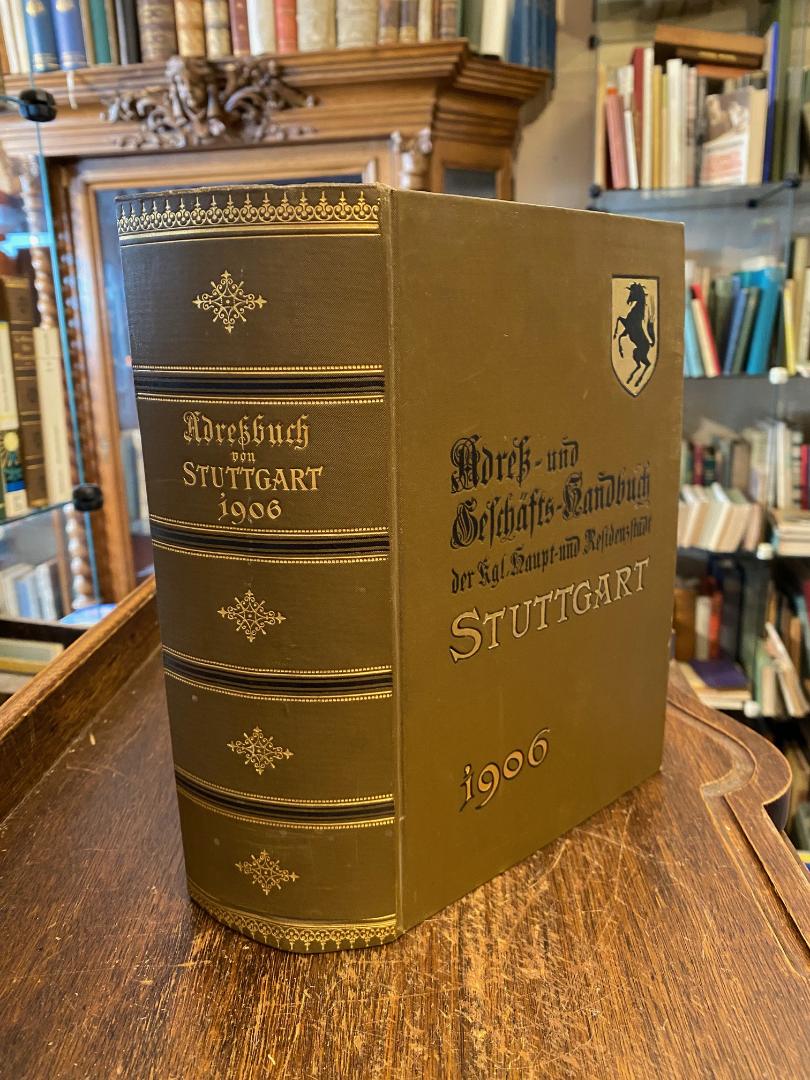 Adreßbuch
von
STUTTGART
1906
Adreß- und
Geschäfts-Handbuch
der Kgl. Haupt- und Residenzstadt
STUTTGART
1906